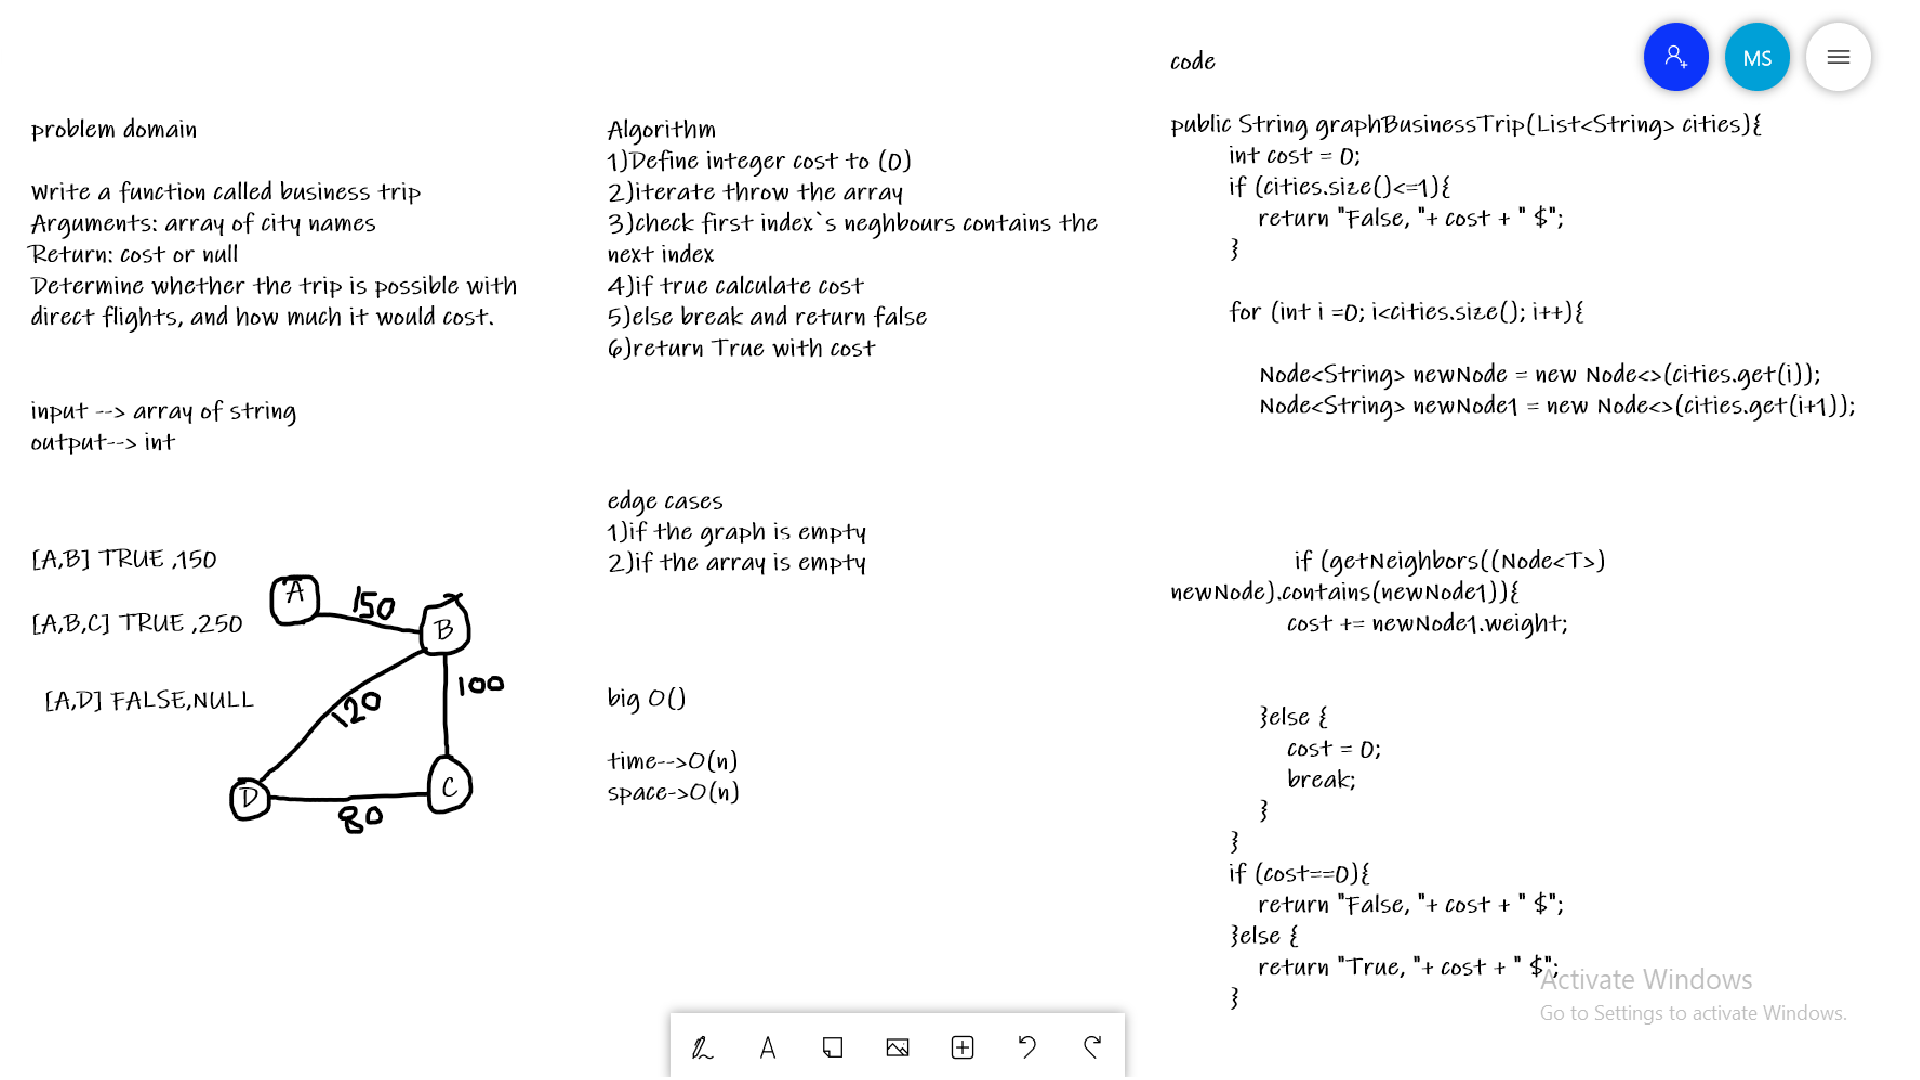 problem domain
Write a function called business trip
Arguments: array of city names
Return: cost or null
Determine whether the trip is possible with
direct flights, and how much it would cost.
input --> array of string
output--> int
[A,B] TRUE ,150
[A,B,C] TRUE ,250
[A,D] FALSE,NULL
A
150
B
100
120
D
C
80
Algorithm
1)Define integer cost to (0)
2)iterate throw the array
3)check first index`s neghbours contains the
next index
4)if true calculate cost
5)else break and return false
6)return True with cost
edge cases
1)if the graph is empty
2)if the array is empty
big O()
time-->O(n)
space->O(n)
code
public String graphBusinessTrip(List<String> cities){
int cost = 0;
if (cities.size()<=1){
return "False, "+ cost + " $";
}
for (int i =0; i<cities.size(); i++){
Node<String> newNode = new Node<>(cities.get(i));
Node<String> newNode1 = new Node<>(cities.get(i+1));
if (getNeighbors((Node<T>)
newNode).contains(newNode1)){
cost += newNode1.weight;
}else {
cost = 0;
break;
}
}
if (cost==0){
return "False, "+ cost + " $";
}else {
return "True, "+ cost + " $";
}
MS
Activate Windows
Go to Settings to activate Windows.
A